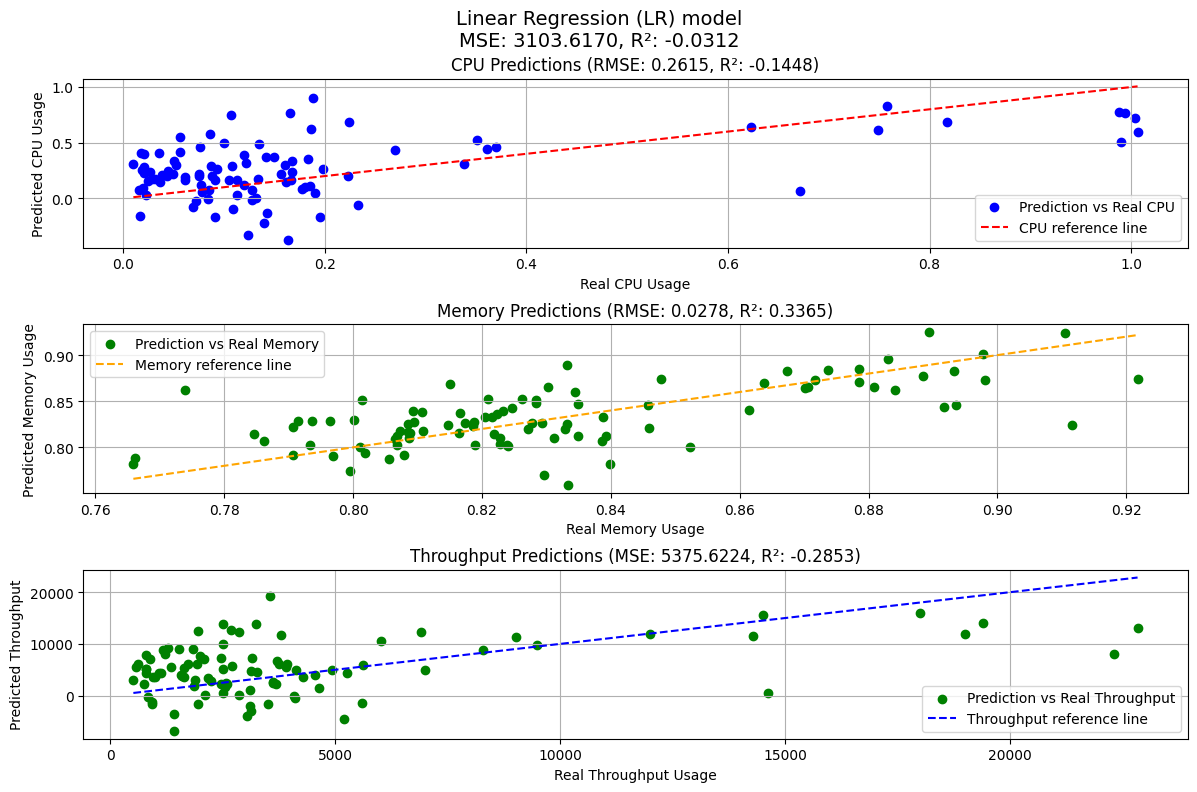 Linear Regression (LR) model
MSE: 3103.6170, R²: -0.0312
CPU Predictions (RMSE: 0.2615, R²: -0.1448)
Predicted CPU Usage
1.0
0.5
0.0
Prediction vs Real CPU
CPU reference line
0.0 0.2 0.4 0.6 0.8 1.0
Real CPU Usage
Memory Predictions (RMSE: 0.0278, R²: 0.3365)
Predicted Memory Usage
Prediction vs Real Memory
Memory reference line
0.90
0.85
0.80
0.76 0.78 0.80 0.82 0.84 0.86 0.88 0.90 0.92
Real Memory Usage
Throughput Predictions (MSE: 5375.6224, R²: -0.2853)
Predicted Throughput
20000
10000
0
Prediction vs Real Throughput
Throughput reference line
0 5000 10000 15000 20000
Real Throughput Usage